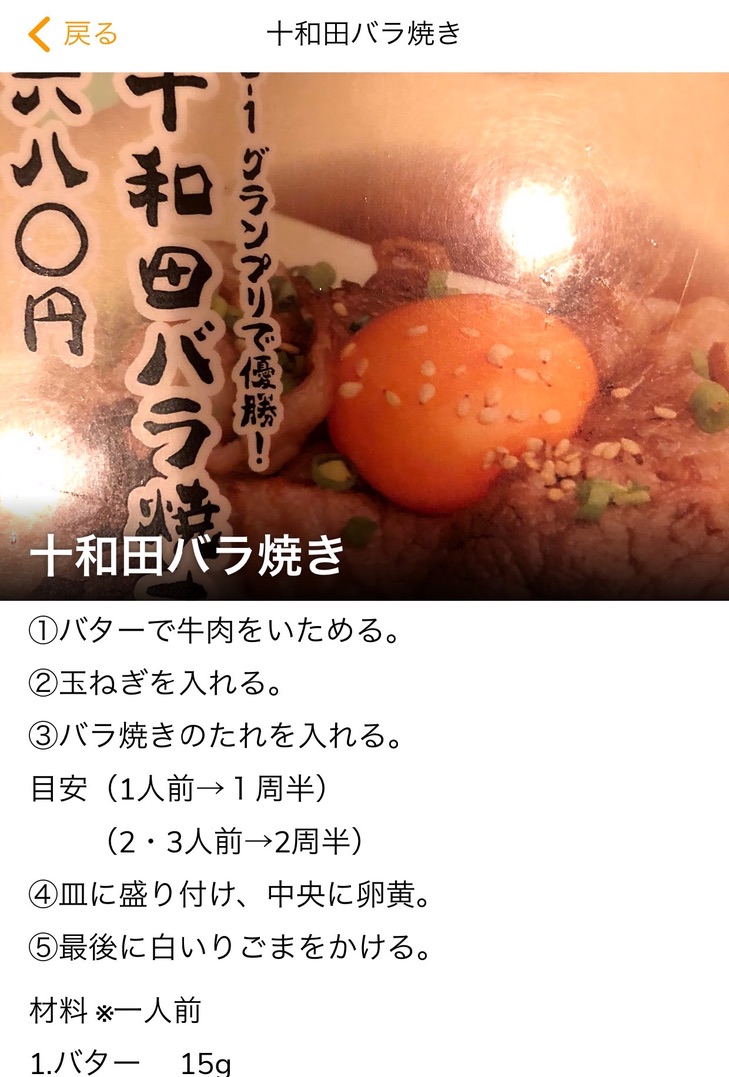 戻る
十和田バラ焼き
-1 グランプリで優勝!
十和田バラ焼
六八〇円
十和田バラ焼き
①バターで牛肉をいためる。
②玉ねぎを入れる。
③バラ焼きのたれを入れる。
目安（1人前→１周半）
（2・3人前→2周半）
④皿に盛り付け、中央に卵黄。
⑤最後に白いりごまをかける。
材料 ※一人前
1.バター 15g